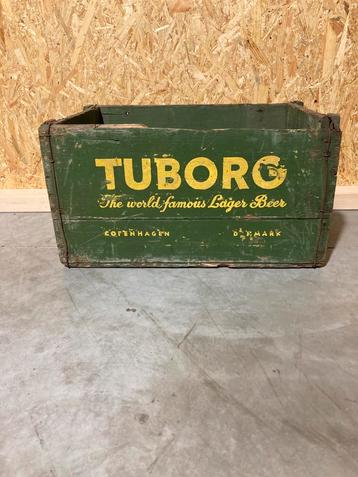 TUBORG
The world famous Lager Beer
COPENHAGEN DENMARK